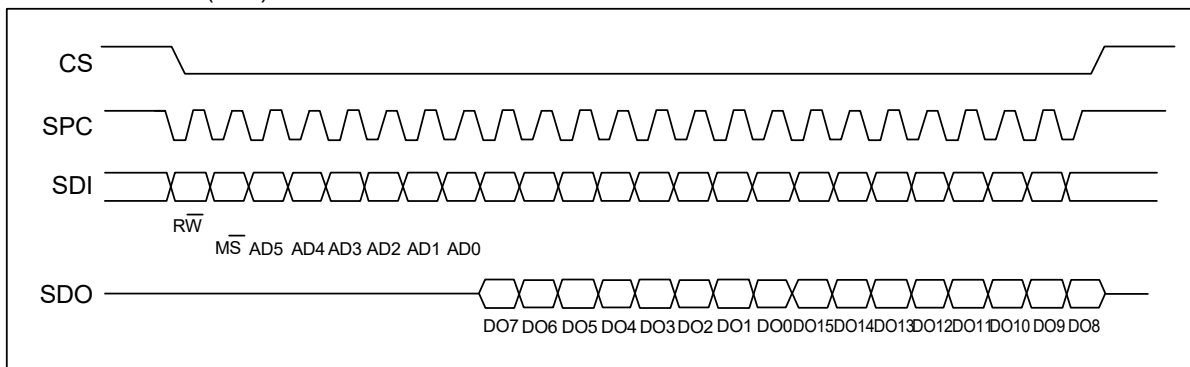 CS
SPC
SDI
RW̅
MS̅ AD5 AD4 AD3 AD2 AD1 AD0
SDO
DO7 DO6 DO5 DO4 DO3 DO2 DO1 DO0 DO15 DO14 DO13 DO12 DO11 DO10 DO9 DO8